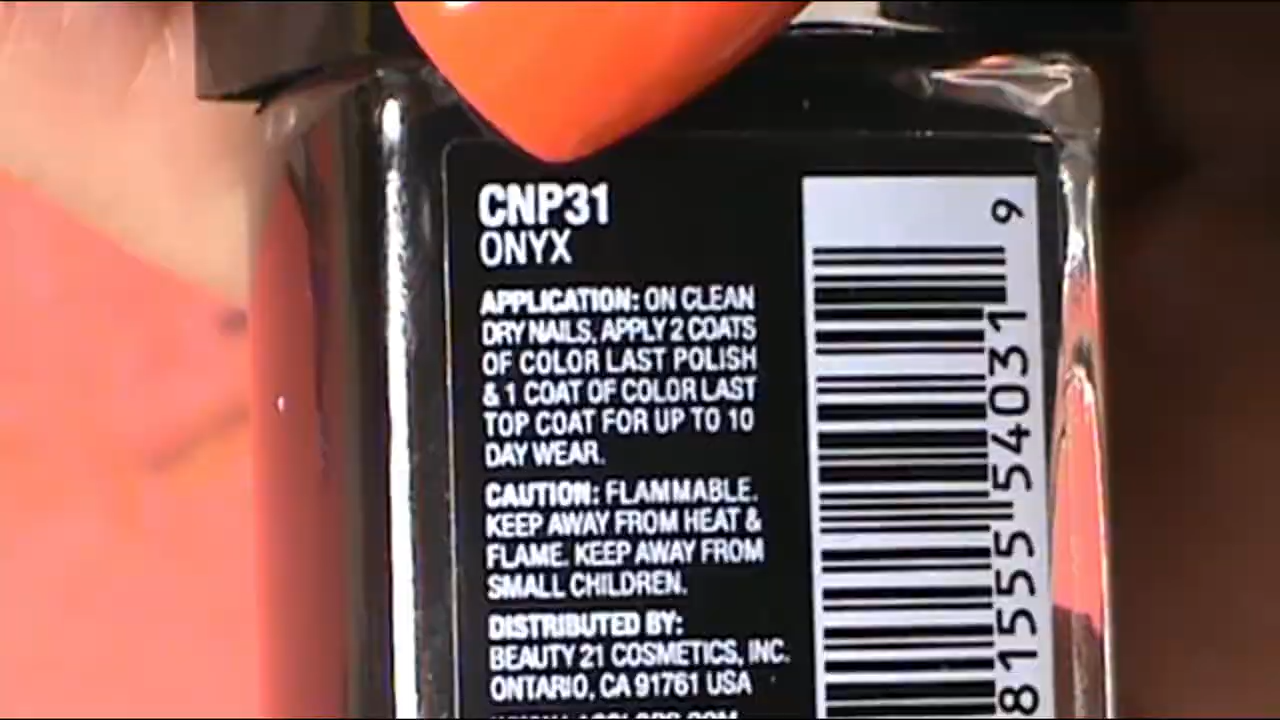 CNP31
ONYX
APPLICATION: ON CLEAN
DRY NAILS, APPLY 2 COATS
OF COLOR LAST POLISH
& 1 COAT OF COLOR LAST
TOP COAT FOR UP TO 10
DAY WEAR.
CAUTION: FLAMMABLE.
KEEP AWAY FROM HEAT &
FLAME. KEEP AWAY FROM
SMALL CHILDREN.
DISTRIBUTED BY:
BEAUTY 21 COSMETICS, INC.
ONTARIO, CA 91761 USA
81555 54031 9